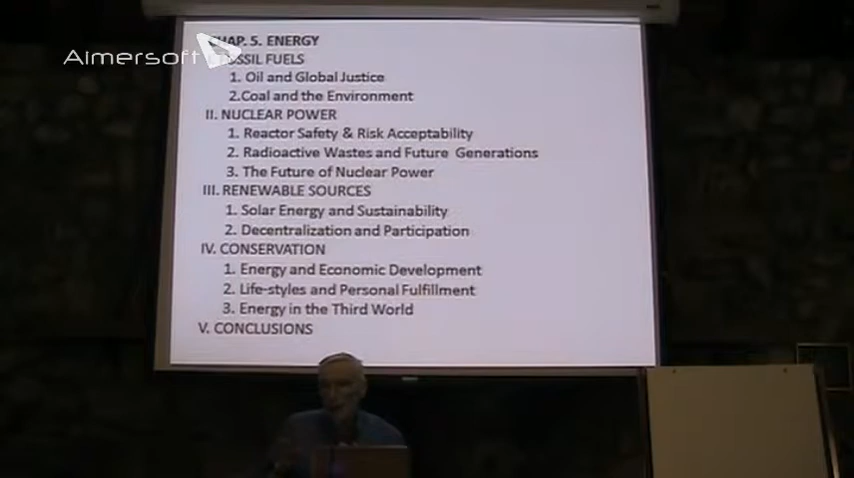 Aimersoft
HAP. 5. ENERGY
SSIL FUELS
1. Oil and Global Justice
2.Coal and the Environment
II. NUCLEAR POWER
1. Reactor Safety & Risk Acceptability
2. Radioactive Wastes and Future Generations
3. The Future of Nuclear Power
III. RENEWABLE SOURCES
1. Solar Energy and Sustainability
2. Decentralization and Participation
IV. CONSERVATION
1. Energy and Economic Development
2. Life-styles and Personal Fulfillment
3. Energy in the Third World
V. CONCLUSIONS